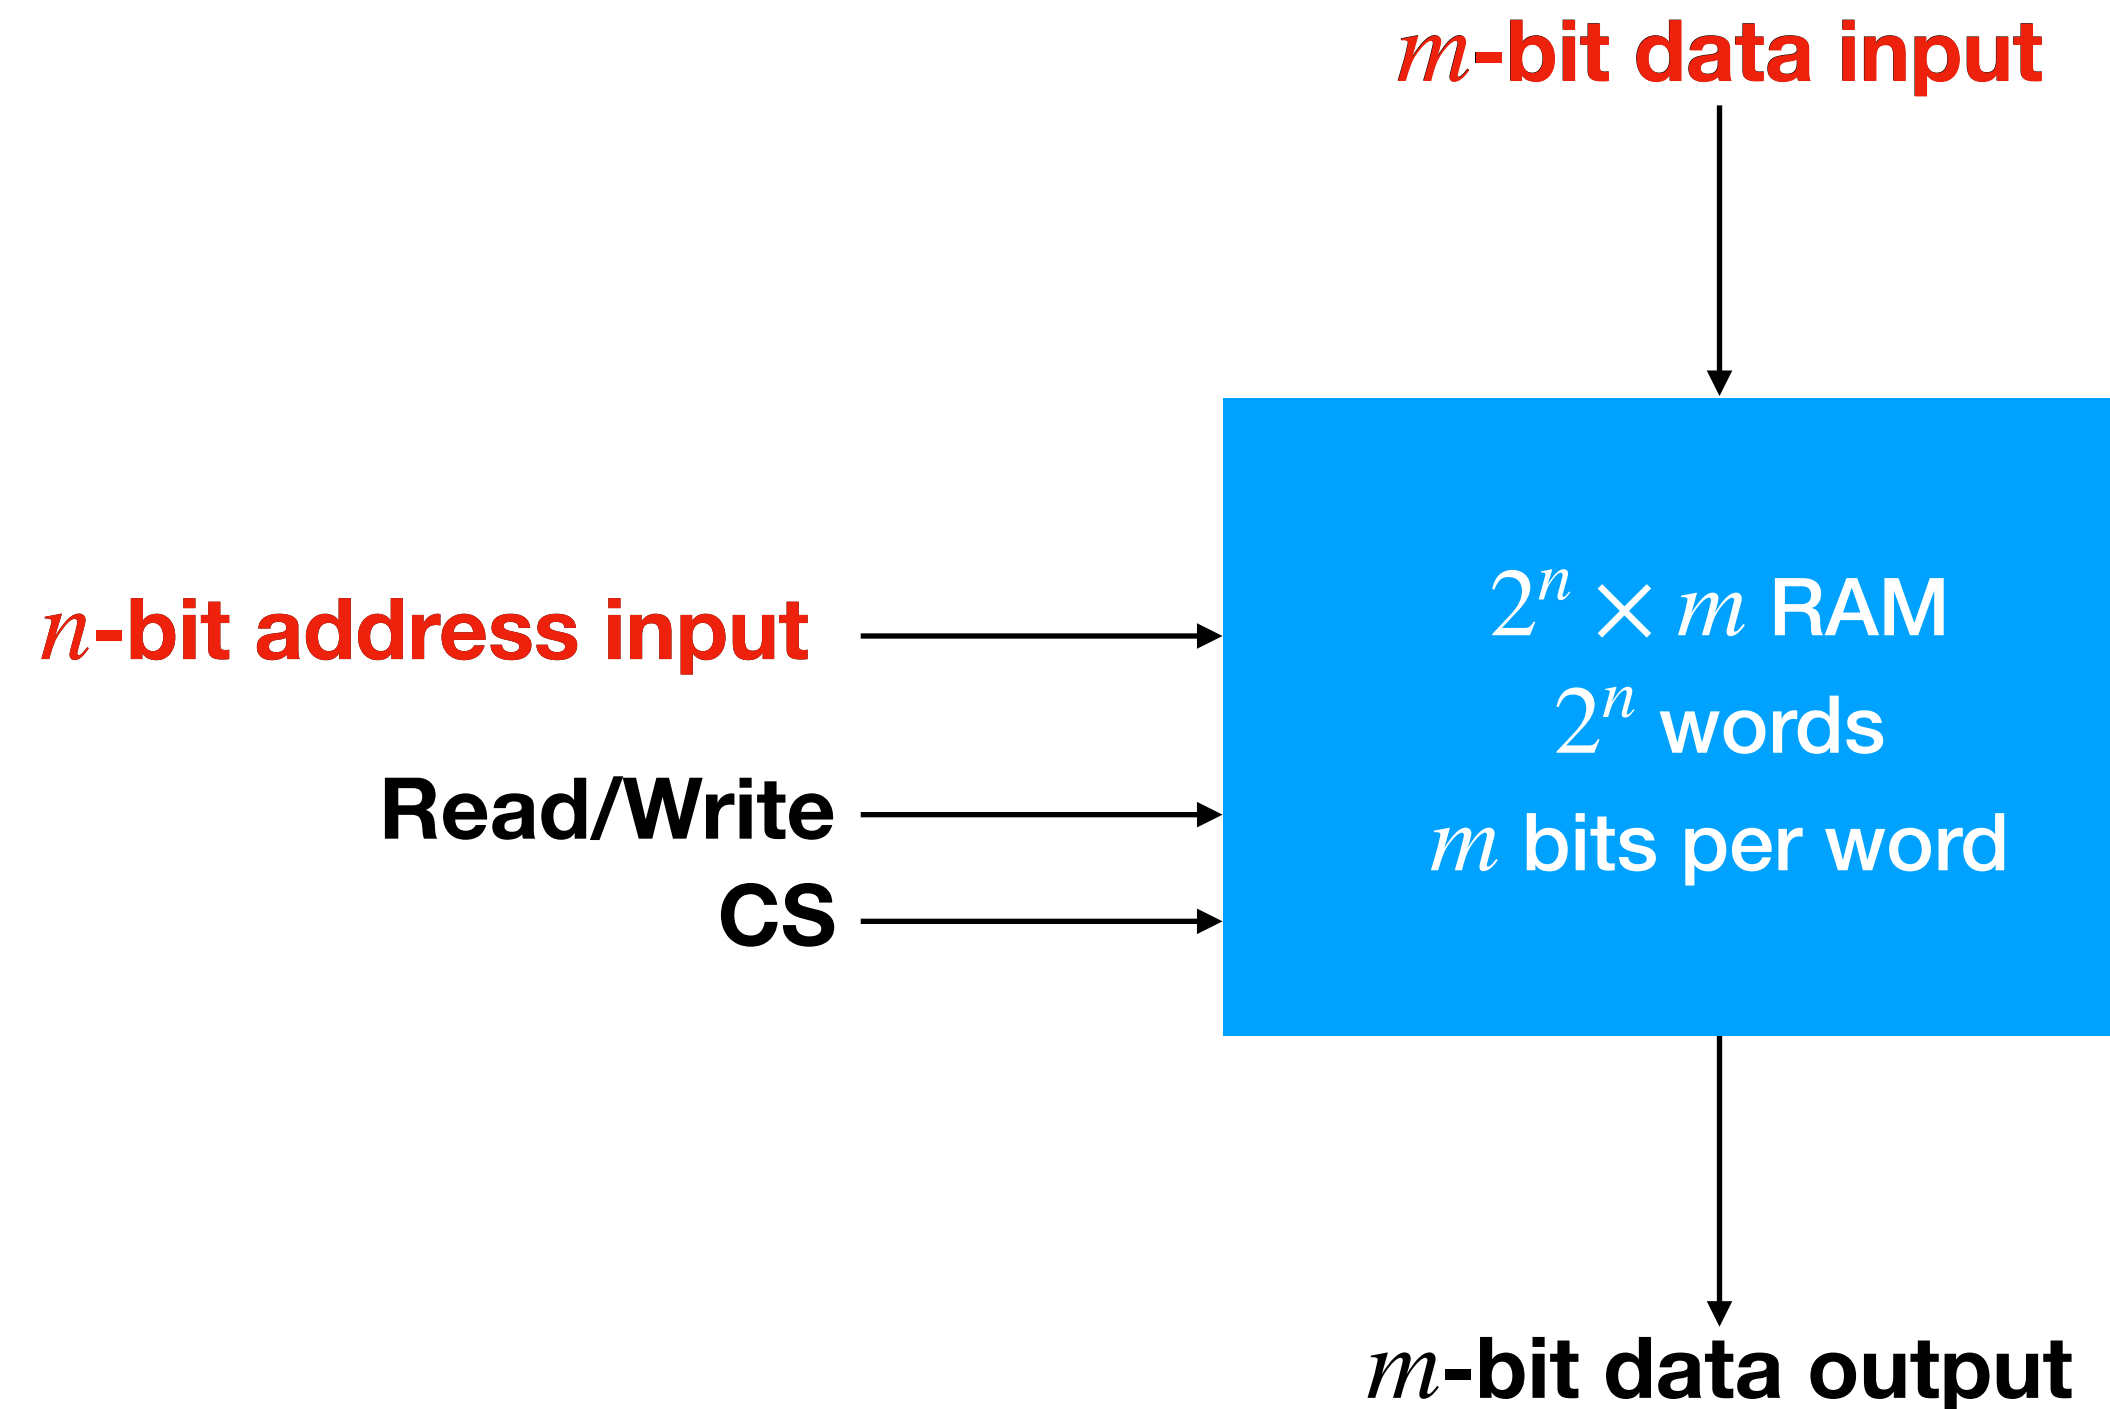 m-bit data input
n-bit address input
2ⁿ × m RAM
2ⁿ words
Read/Write
m bits per word
CS
m-bit data output